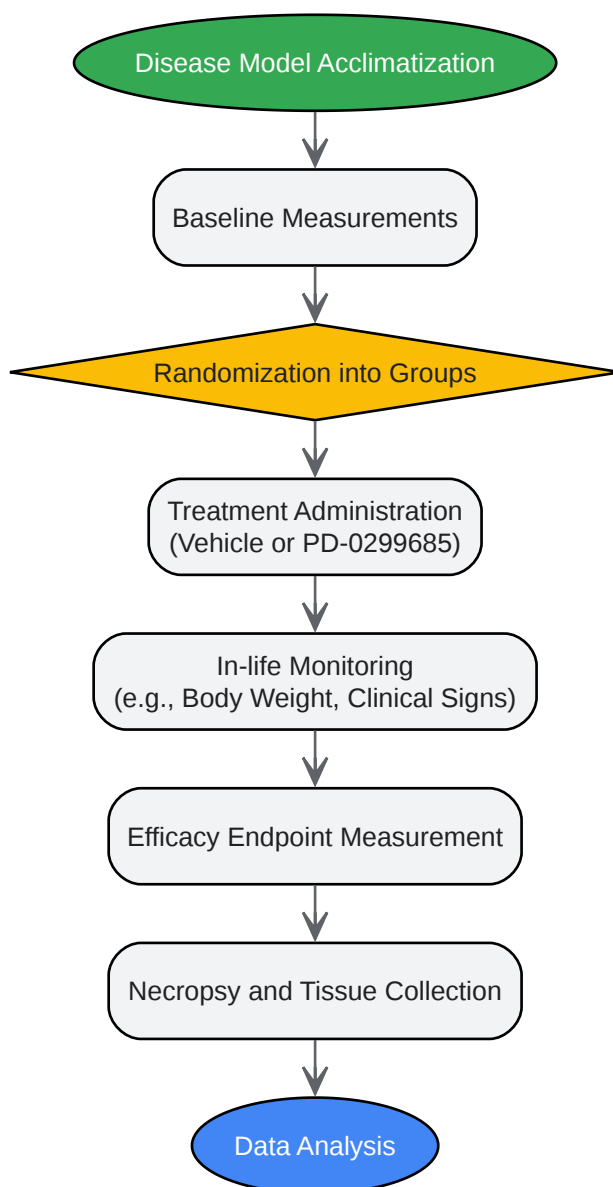 Disease Model Acclimatization
Baseline Measurements
Randomization into Groups
Treatment Administration
(Vehicle or PD-0299685)
In-life Monitoring
(e.g., Body Weight, Clinical Signs)
Efficacy Endpoint Measurement
Necropsy and Tissue Collection
Data Analysis